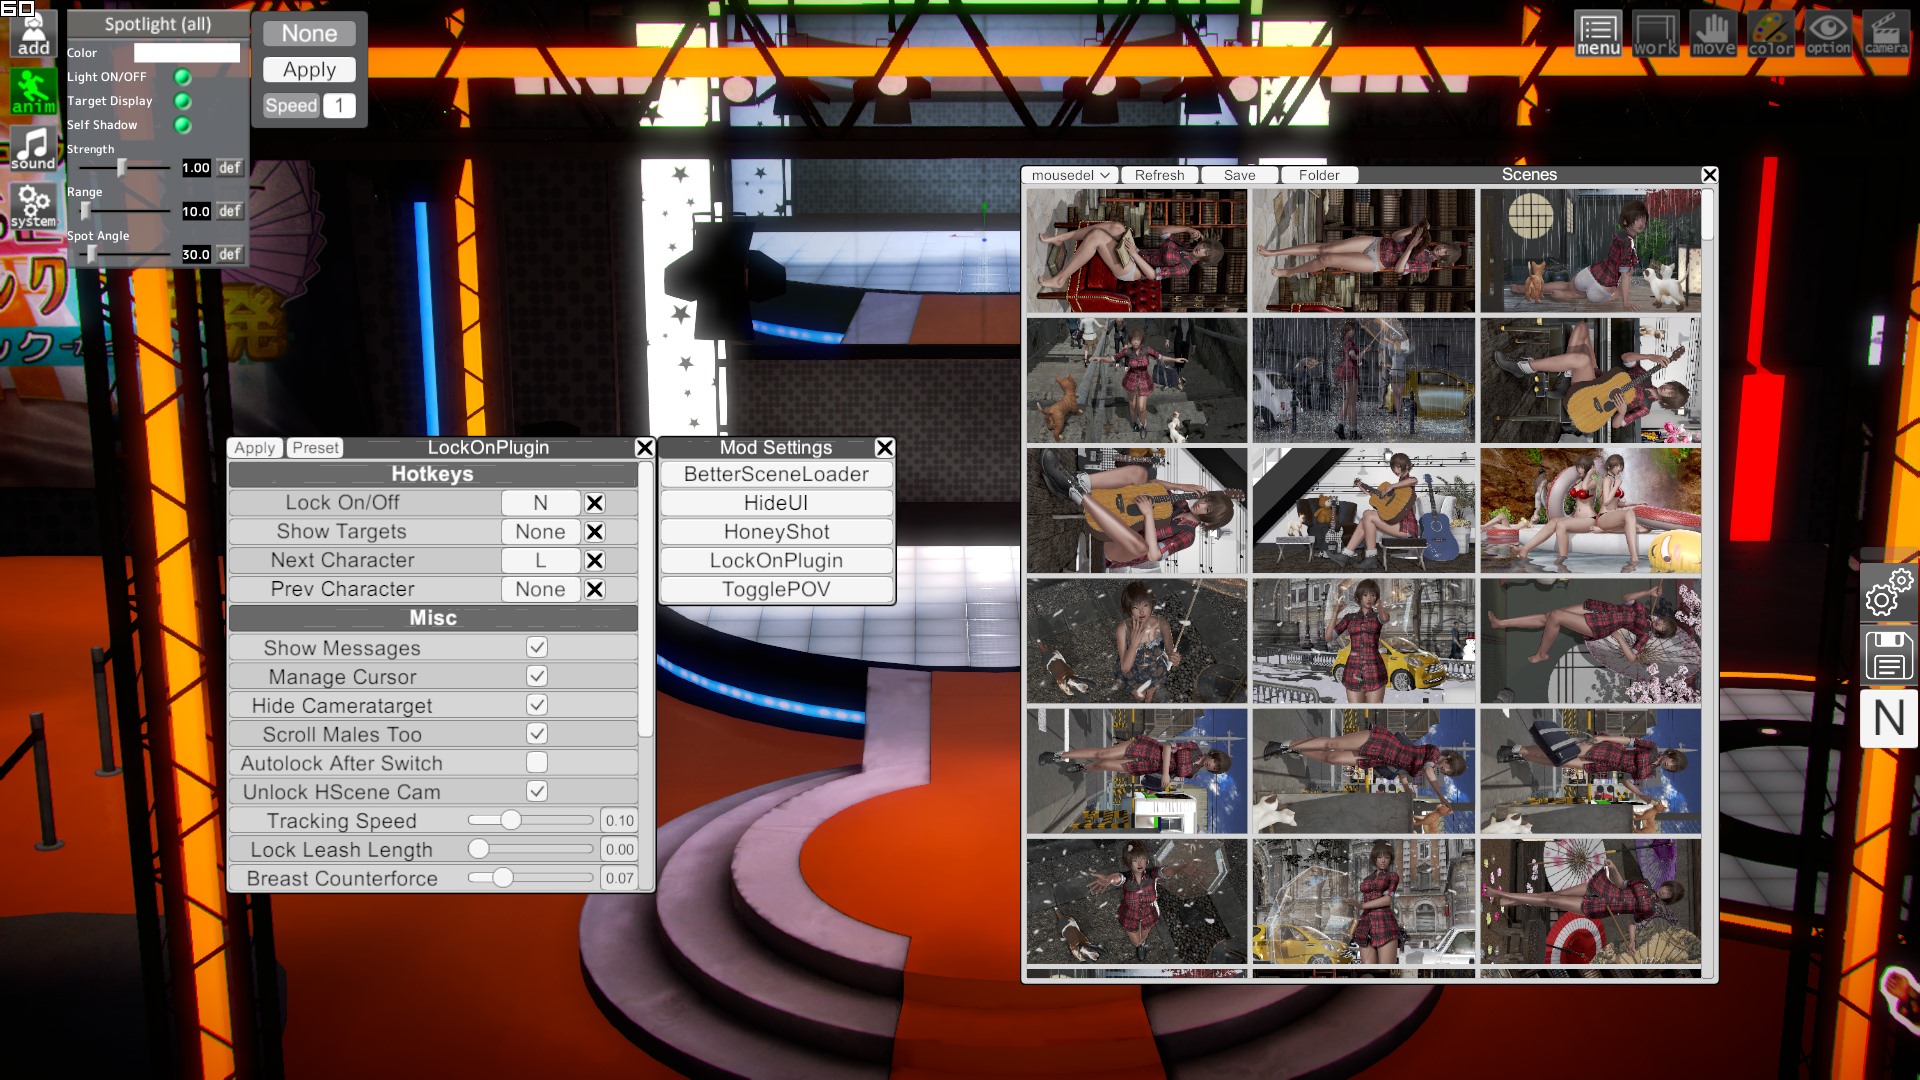 60
add
anim
sound
system
Spotlight (all)
Color
Light ON/OFF
Target Display
Self Shadow
Strength
1.00 def
Range
10.0 def
Spot Angle
30.0 def
None
Apply
Speed 1
menu work move color option camera
mousedel Refresh Save Folder Scenes
Apply Preset LockOnPlugin
Hotkeys
Lock On/Off N
Show Targets None
Next Character L
Prev Character None
Misc
Show Messages
Manage Cursor
Hide Cameratarget
Scroll Males Too
Autolock After Switch
Unlock HScene Cam
Tracking Speed 0.10
Lock Leash Length 0.00
Breast Counterforce 0.07
Mod Settings
BetterSceneLoader
HideUI
HoneyShot
LockOnPlugin
TogglePOV
N
ック
発